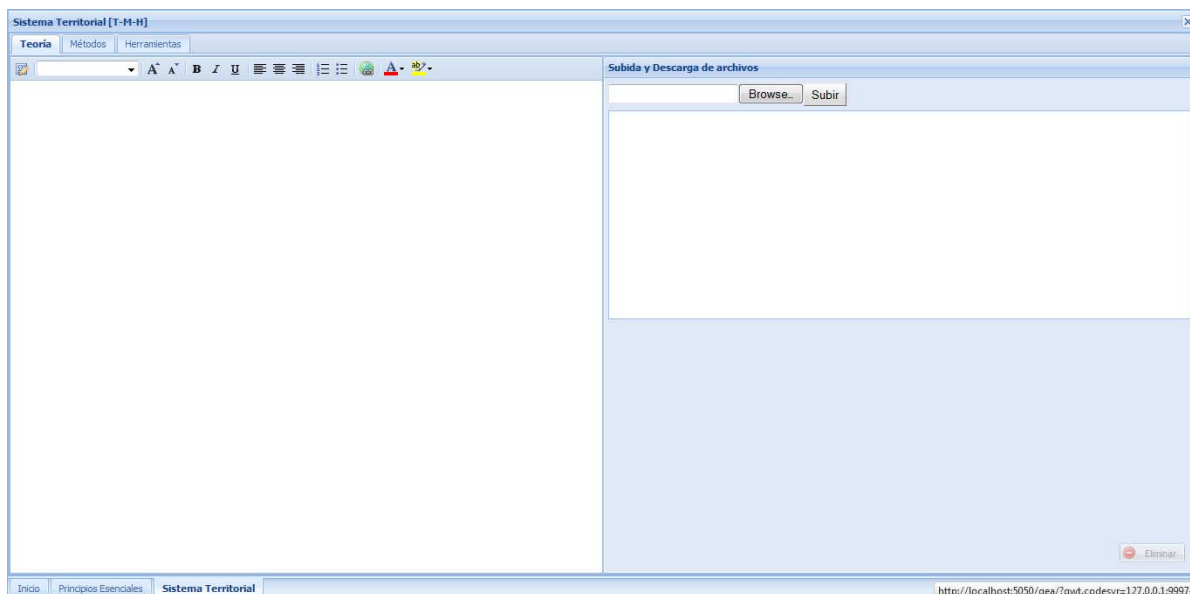 Sistema Territorial [T-M-H]
Teoría Métodos Herramientas
Subida y Descarga de archivos
Browse... Subir
Eliminar
Inicio Principios Esenciales Sistema Territorial
http://localhost:5050/gea/?gwt.codesvr=127.0.0.1:9997